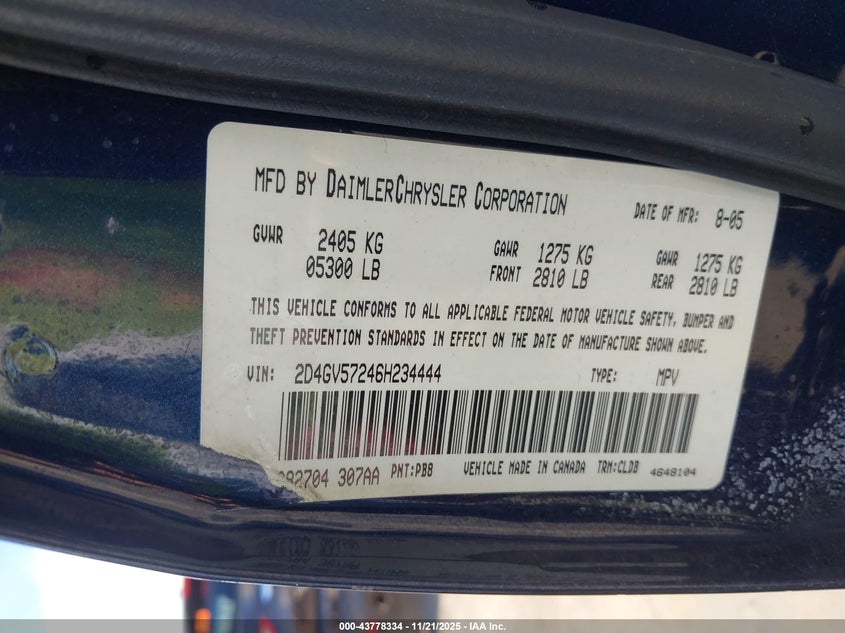 MFD BY DAIMLERCHRYSLER CORPORATION DATE OF MFR: 8-05
GVWR 2405 KG GAWR 1275 KG GAWR 1275 KG
05300 LB FRONT 2810 LB REAR 2810 LB
THIS VEHICLE CONFORMS TO ALL APPLICABLE FEDERAL MOTOR VEHICLE SAFETY, BUMPER AND
THEFT PREVENTION STANDARDS IN EFFECT ON THE DATE OF MANUFACTURE SHOWN ABOVE.
VIN: 2D4GV57246H234444 TYPE: MPV
307AA PNT:PB8 VEHICLE MADE IN CANADA TRM:CLDB 4648104
000-43778334 - 11/21/2025 - IAA Inc.